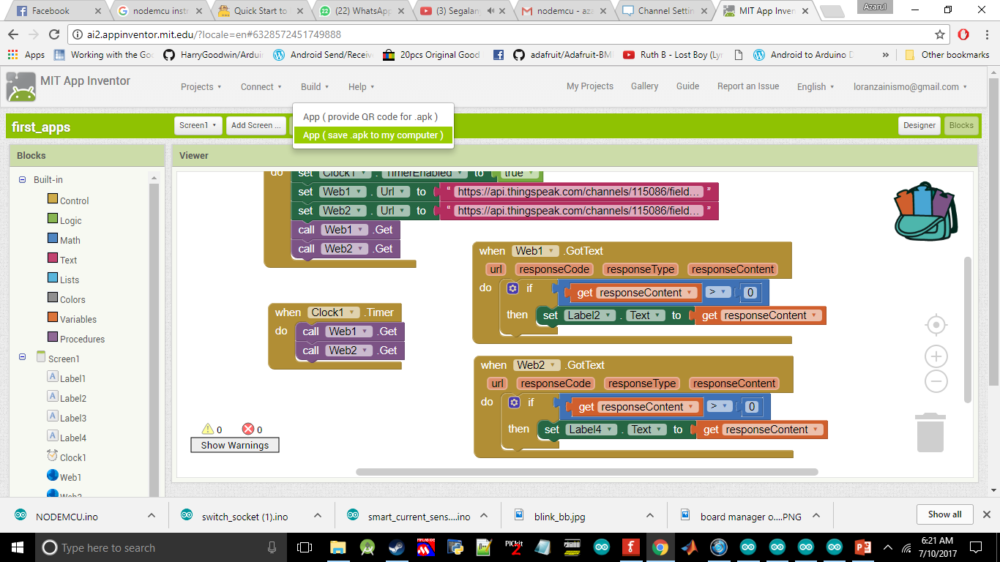 Facebook
nodemcu instr
Quick Start to
(22) WhatsApp
(3) Segalan
nodemcu - aza
Channel Settin
MIT App Inven
Azarul
ai2.appinventor.mit.edu/?locale=en#6328572451749888
Apps
Working with the Go
HarryGoodwin/Ardui
Android Send/Receiv
20pcs Original Good
adafruit/Adafruit-BM
Ruth B - Lost Boy (Lyr
Android to Arduino D
»
Other bookmarks
MIT App Inventor
Projects
Connect
Build
Help
My Projects
Gallery
Guide
Report an Issue
English
loranzainismo@gmail.com
App ( provide QR code for .apk )
App ( save .apk to my computer )
first_apps
Screen1
Add Screen ...
Designer
Blocks
Blocks
Viewer
Built-in
Control
Logic
Math
Text
Lists
Colors
Variables
Procedures
Screen1
Label1
Label2
Label3
Label4
Clock1
Web1
Web2
do set Clock1 . TimerEnabled to true
set Web1 . Url to “ https://api.thingspeak.com/channels/115086/field... ”
set Web2 . Url to “ https://api.thingspeak.com/channels/115086/field... ”
call Web1 .Get
call Web2 .Get
when Clock1 .Timer
do call Web1 .Get
call Web2 .Get
when Web1 .GotText
url responseCode responseType responseContent
do if get responseContent > 0
then set Label2 . Text to get responseContent
when Web2 .GotText
url responseCode responseType responseContent
do if get responseContent > 0
then set Label4 . Text to get responseContent
0 0
Show Warnings
NODEMCU.ino
switch_socket (1).ino
smart_current_sens....ino
blink_bb.jpg
board manager o....PNG
Show all
Type here to search
PICkit 2
6:21 AM
7/10/2017